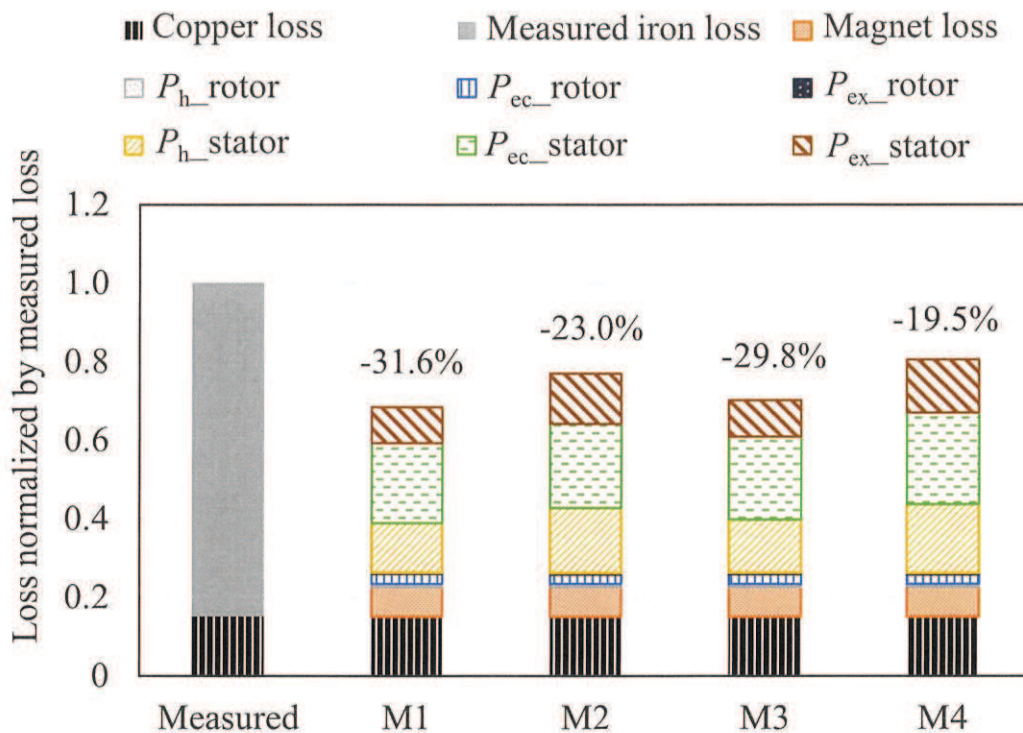 Copper loss Measured iron loss Magnet loss
P_h_rotor P_ec_rotor P_ex_rotor
P_h_stator P_ec_stator P_ex_stator
Loss normalized by measured loss
1.2
1.0
0.8
0.6
0.4
0.2
0
-31.6%
-23.0%
-29.8%
-19.5%
Measured M1 M2 M3 M4